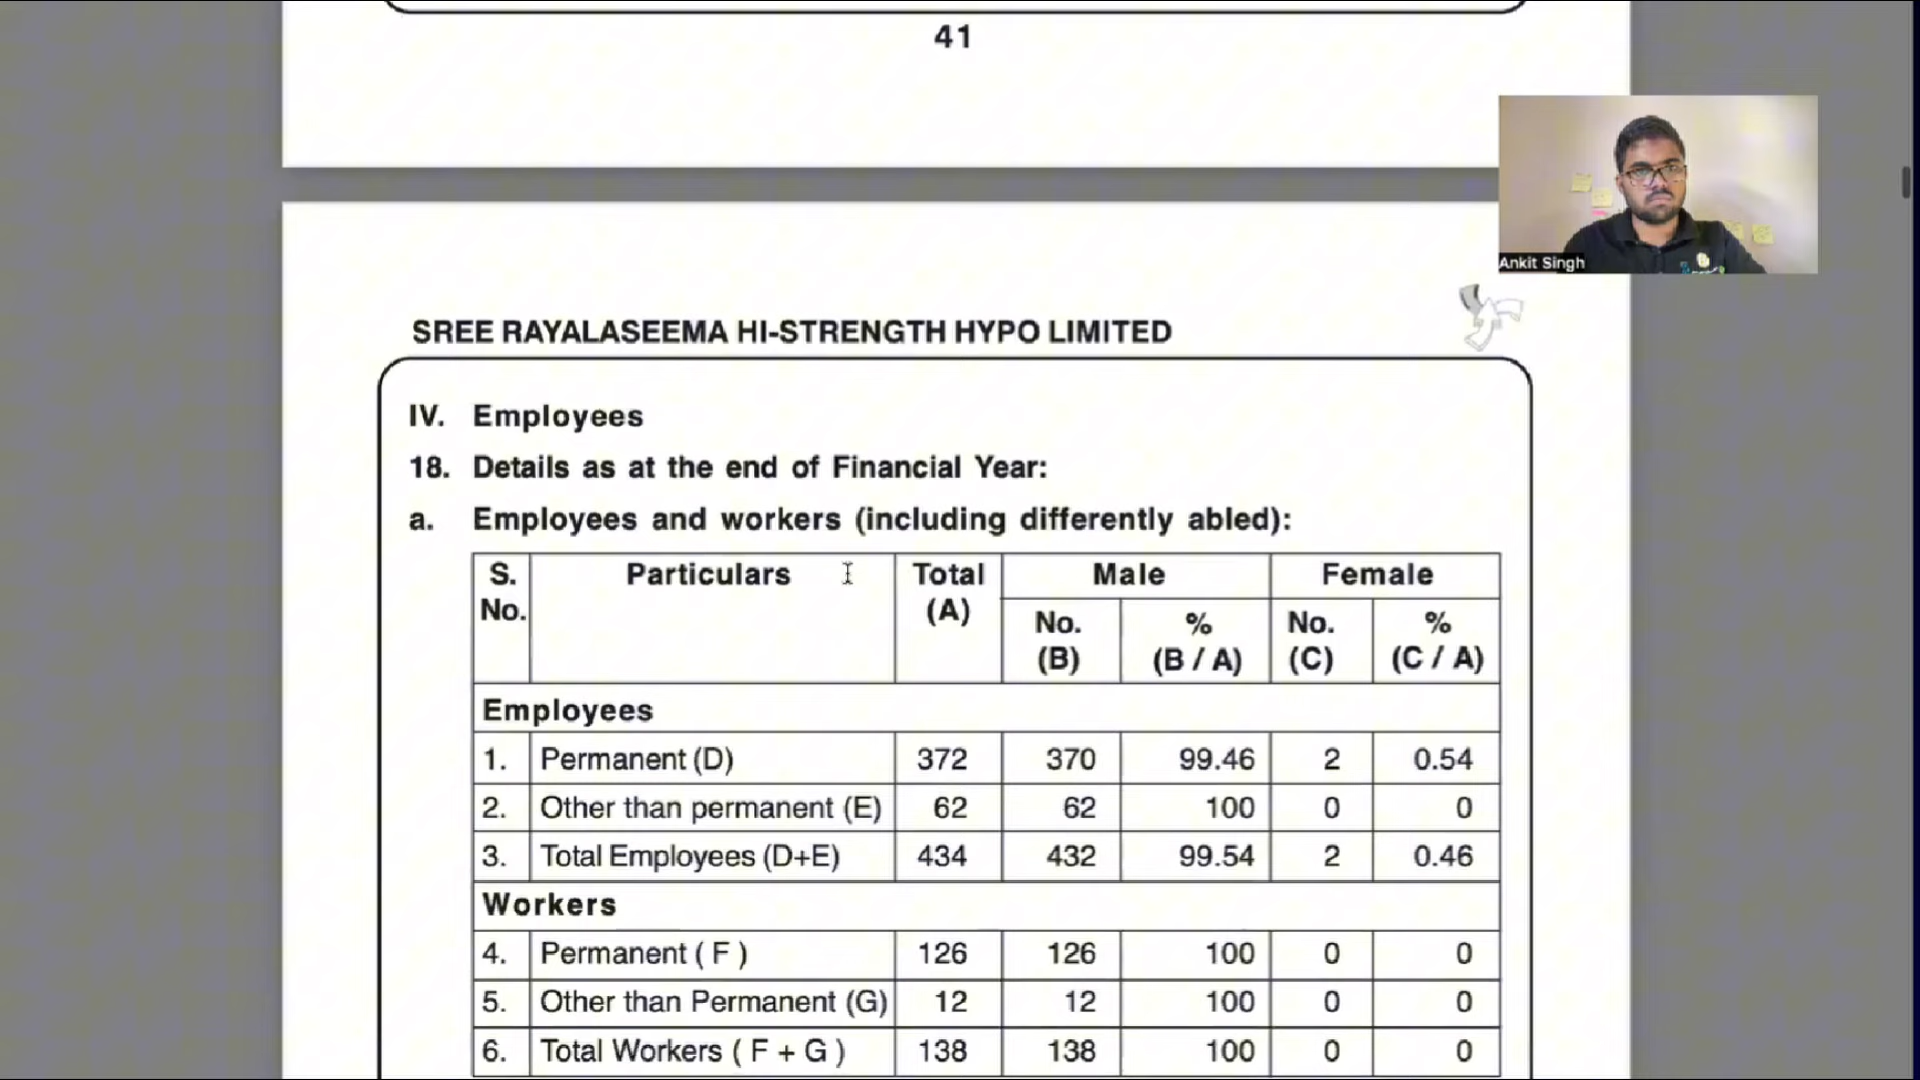 41
Ankit Singh
SREE RAYALASEEMA HI-STRENGTH HYPO LIMITED
IV. Employees
18. Details as at the end of Financial Year:
a. Employees and workers (including differently abled):
S. No. Particulars Total (A) Male Female
No. (B) % (B / A) No. (C) % (C / A)
Employees
1. Permanent (D) 372 370 99.46 2 0.54
2. Other than permanent (E) 62 62 100 0 0
3. Total Employees (D+E) 434 432 99.54 2 0.46
Workers
4. Permanent ( F ) 126 126 100 0 0
5. Other than Permanent (G) 12 12 100 0 0
6. Total Workers ( F + G ) 138 138 100 0 0